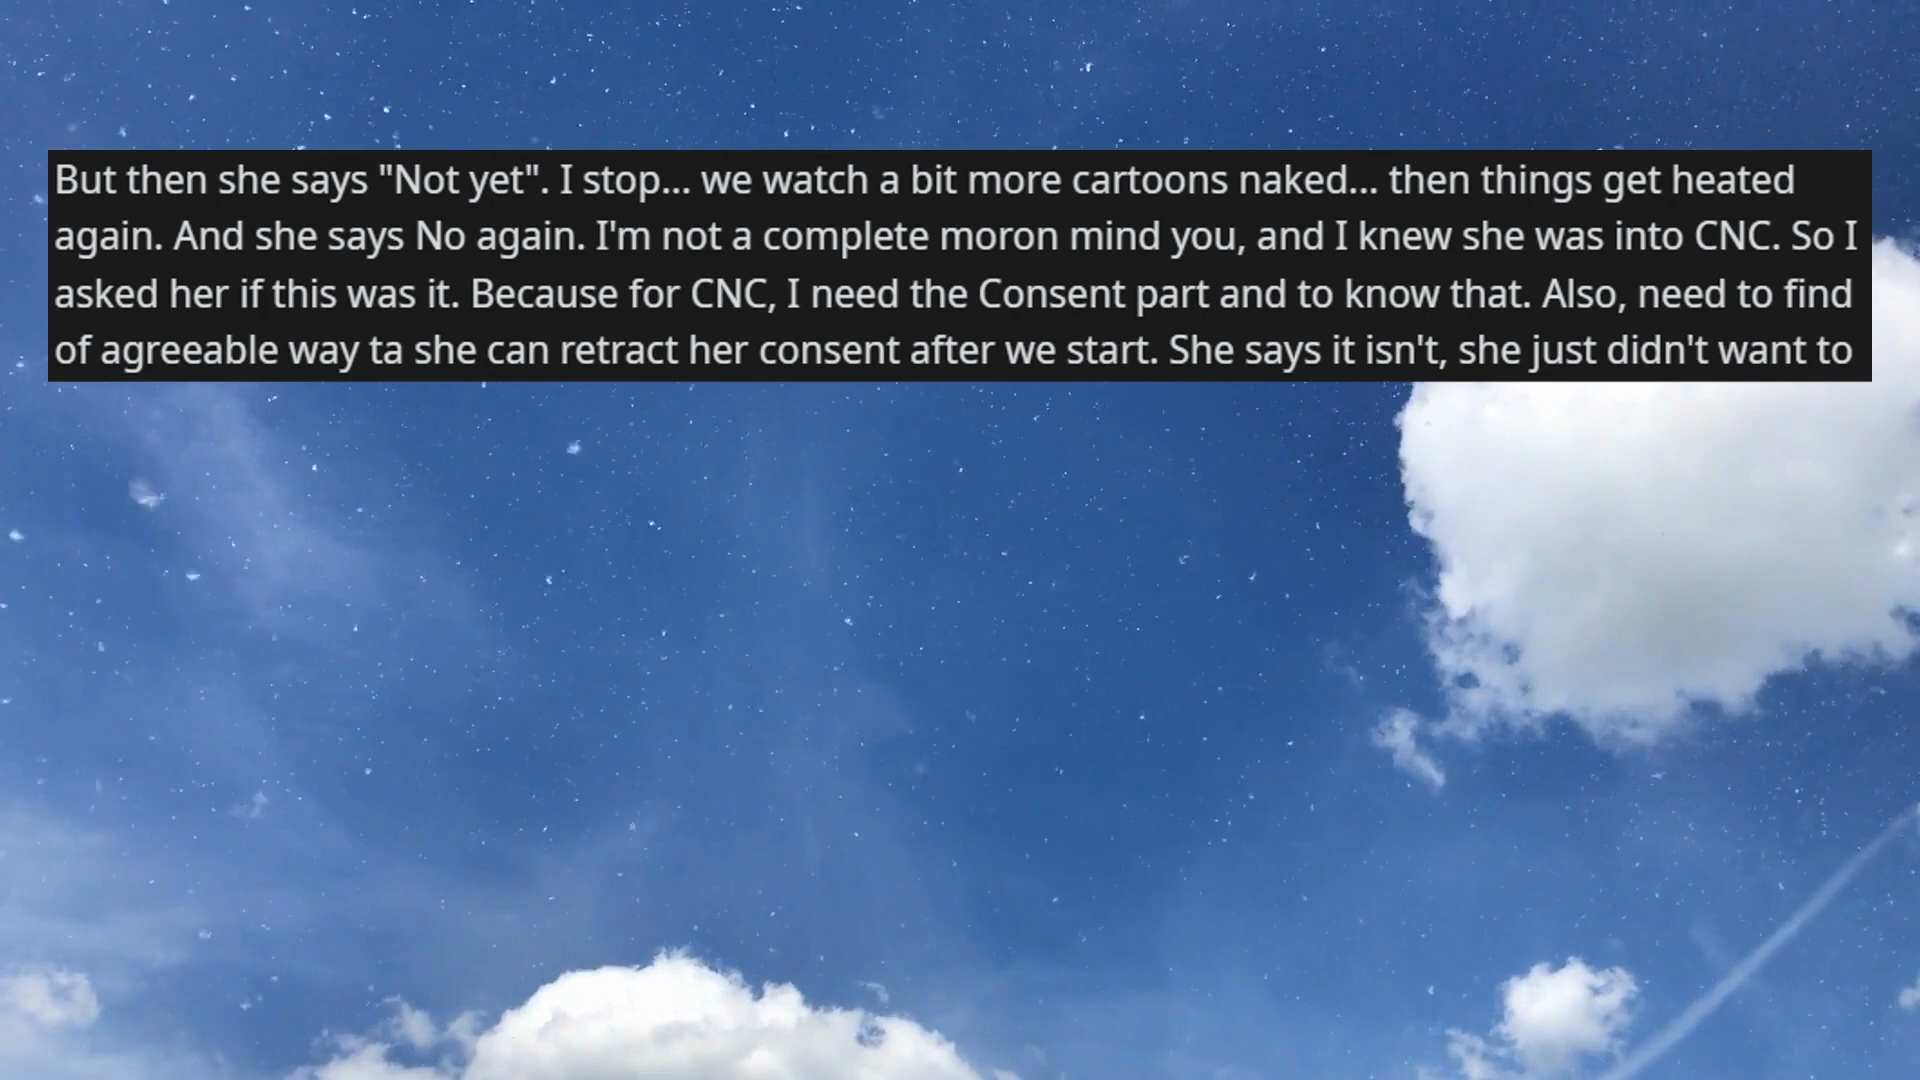 But then she says "Not yet". I stop... we watch a bit more cartoons naked... then things get heated
again. And she says No again. I'm not a complete moron mind you, and I knew she was into CNC. So I
asked her if this was it. Because for CNC, I need the Consent part and to know that. Also, need to find
of agreeable way ta she can retract her consent after we start. She says it isn't, she just didn't want to